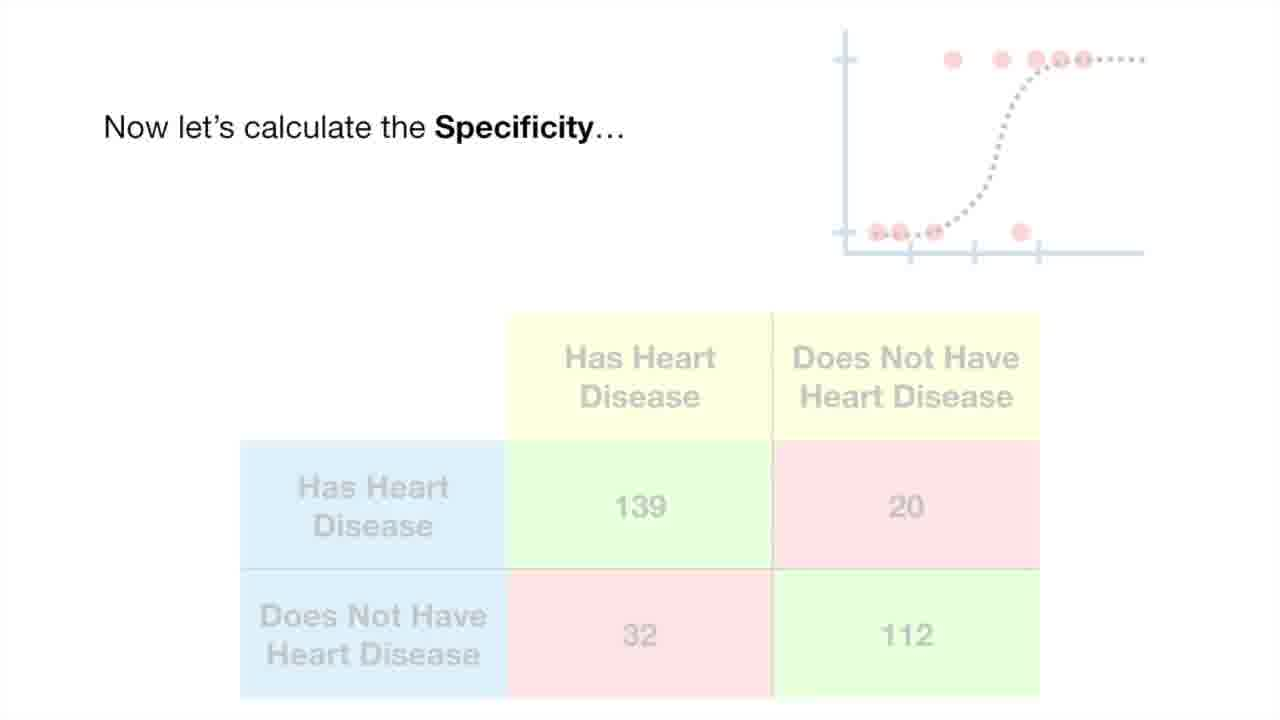 Now let's calculate the Specificity…
Has Heart
Disease
Does Not Have
Heart Disease
Has Heart
Disease
139
20
Does Not Have
Heart Disease
32
112